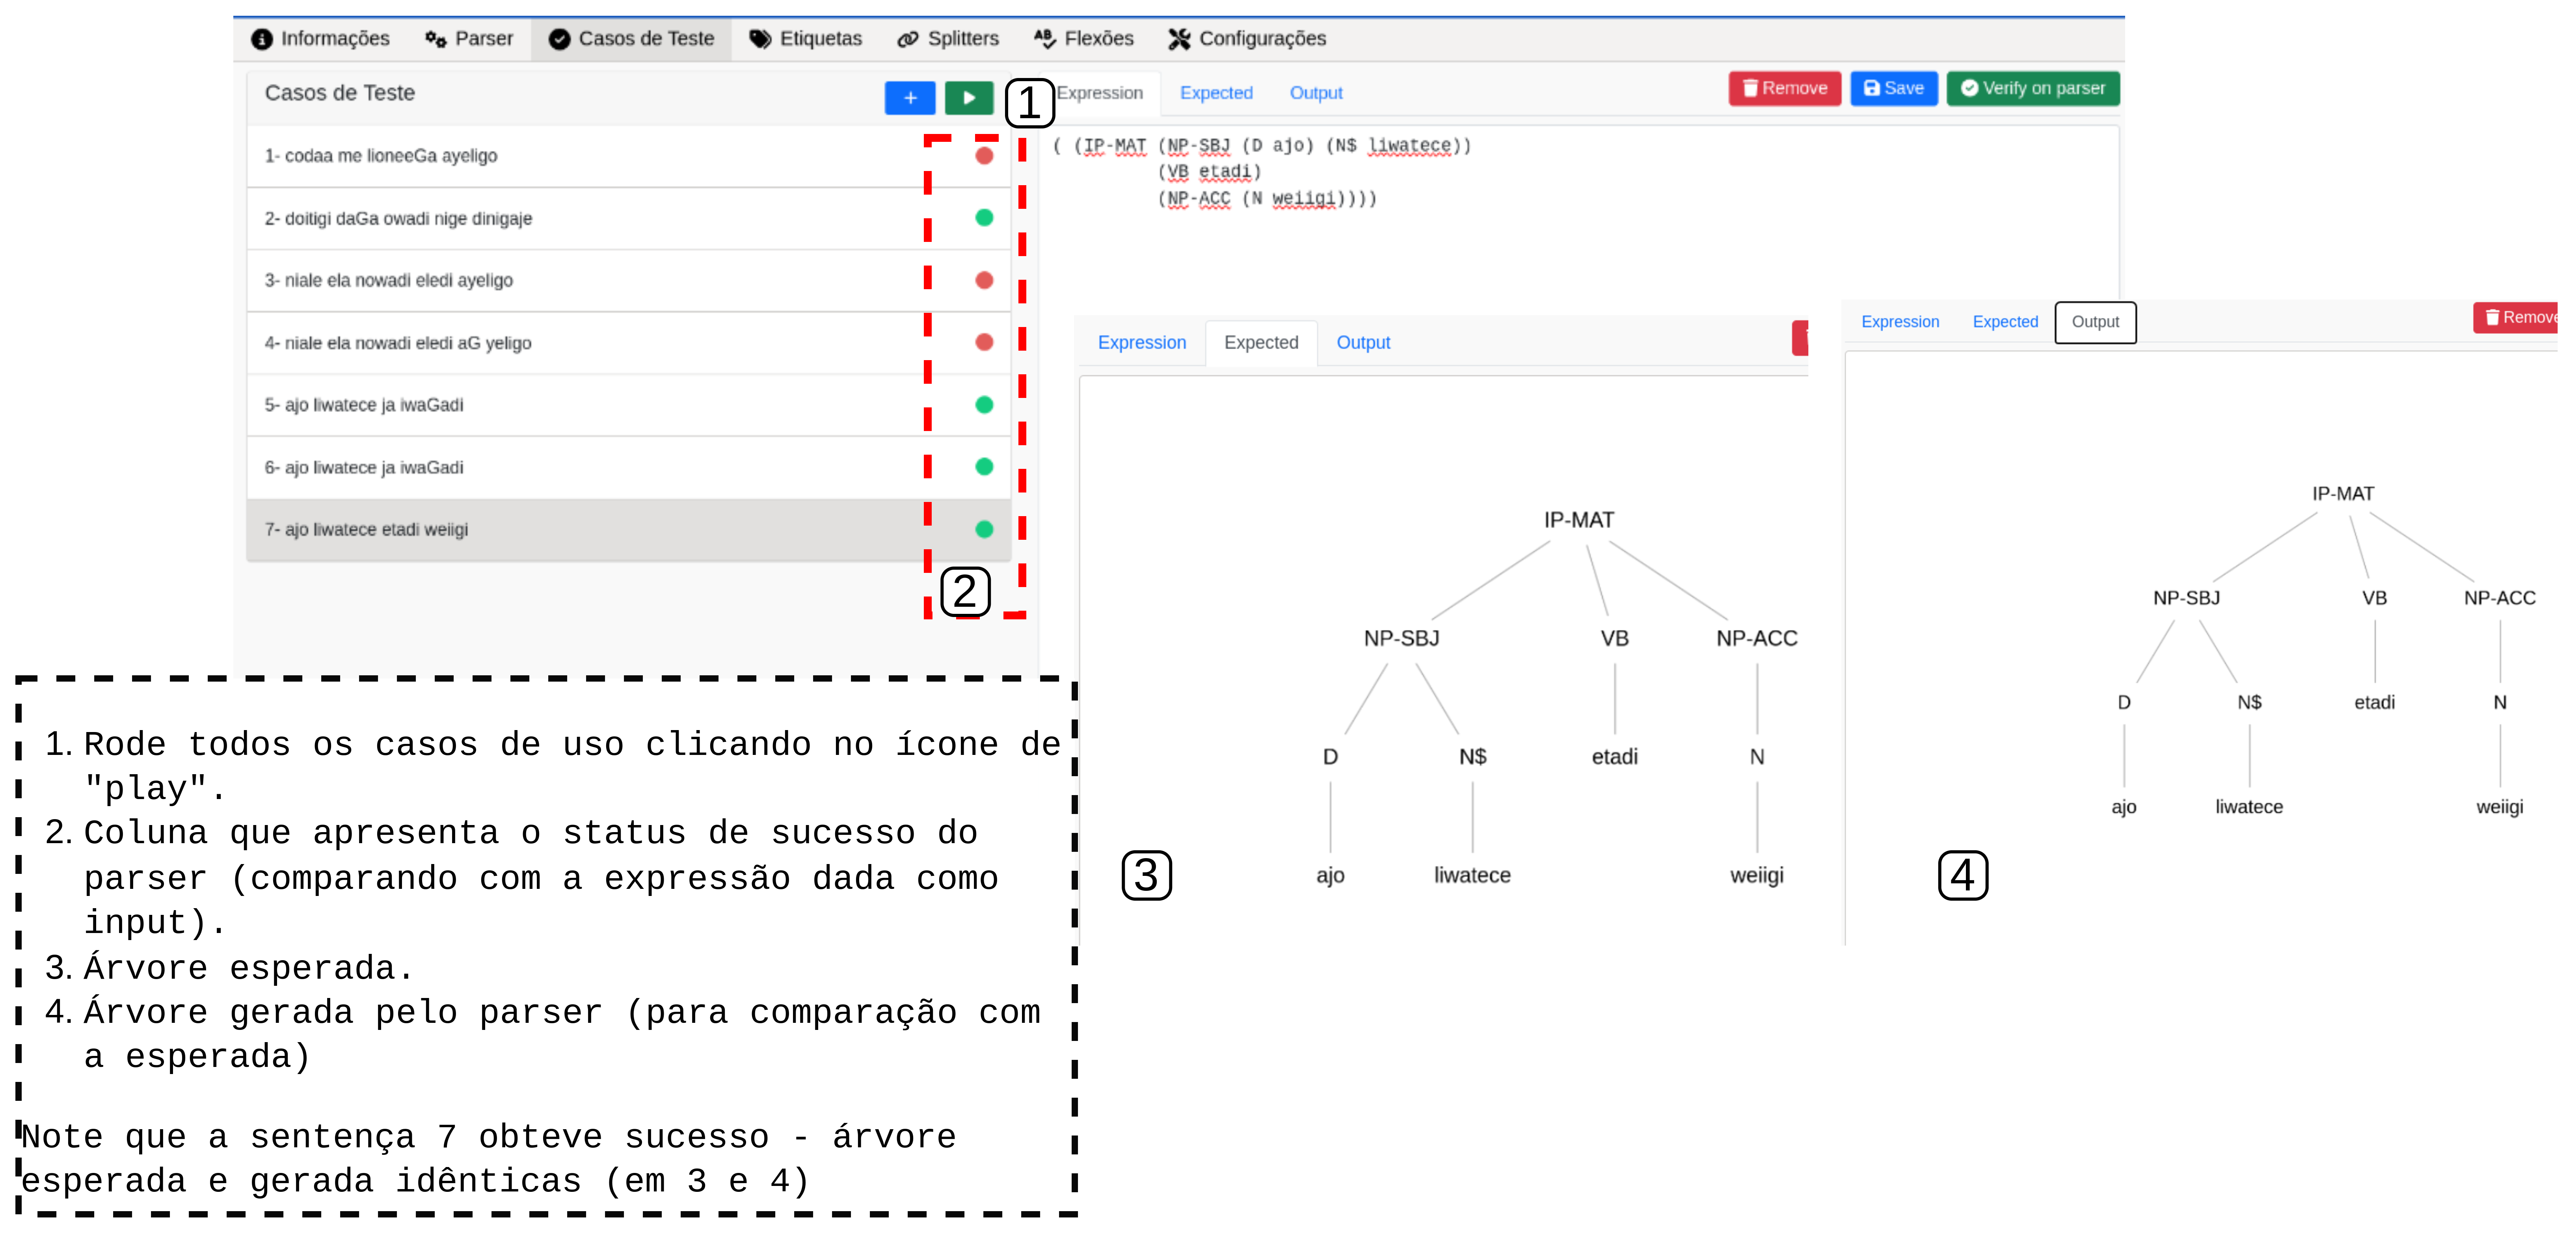 Informações Parser Casos de Teste Etiquetas Splitters Flexões Configurações
Casos de Teste
+
1
Expression Expected Output
Remove Save Verify on parser
1- codaa me lioneeGa ayeligo
2- doitigi daGa owadi nige dinigaje
3- niale ela nowadi eledi ayeligo
4- niale ela nowadi eledi aG yeligo
5- ajo liwatece ja iwaGadi
6- ajo liwatece ja iwaGadi
7- ajo liwatece etadi weiigi
2
( (IP-MAT (NP-SBJ (D ajo) (N$ liwatece))
(VB etadi)
(NP-ACC (N weiigi))))
Expression Expected Output
IP-MAT
NP-SBJ VB NP-ACC
D N$ etadi N
ajo liwatece weiigi
3
Expression Expected Output
Remove
IP-MAT
NP-SBJ VB NP-ACC
D N$ etadi N
ajo liwatece weiigi
4
1. Rode todos os casos de uso clicando no ícone de
"play".
2. Coluna que apresenta o status de sucesso do
parser (comparando com a expressão dada como
input).
3. Árvore esperada.
4. Árvore gerada pelo parser (para comparação com
a esperada)
Note que a sentença 7 obteve sucesso - árvore
esperada e gerada idênticas (em 3 e 4)